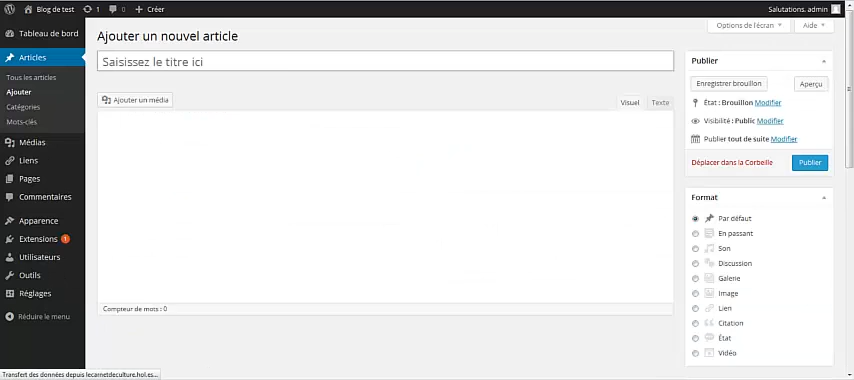 Blog de test 1 0 Créer Salutations, admin
Options de l'écran Aide
Tableau de bord
Articles
Tous les articles
Ajouter
Catégories
Mots-clés
Médias
Liens
Pages
Commentaires
Apparence
Extensions 1
Utilisateurs
Outils
Réglages
Réduire le menu
Ajouter un nouvel article
Saisissez le titre ici
Ajouter un média
Visuel Texte
Compteur de mots : 0
Publier
Enregistrer brouillon Aperçu
État : Brouillon Modifier
Visibilité : Public Modifier
Publier tout de suite Modifier
Déplacer dans la Corbeille Publier
Format
Par défaut
En passant
Son
Discussion
Galerie
Image
Lien
Citation
État
Vidéo
Transfert des données depuis lecarnetdeculture.hol.es...